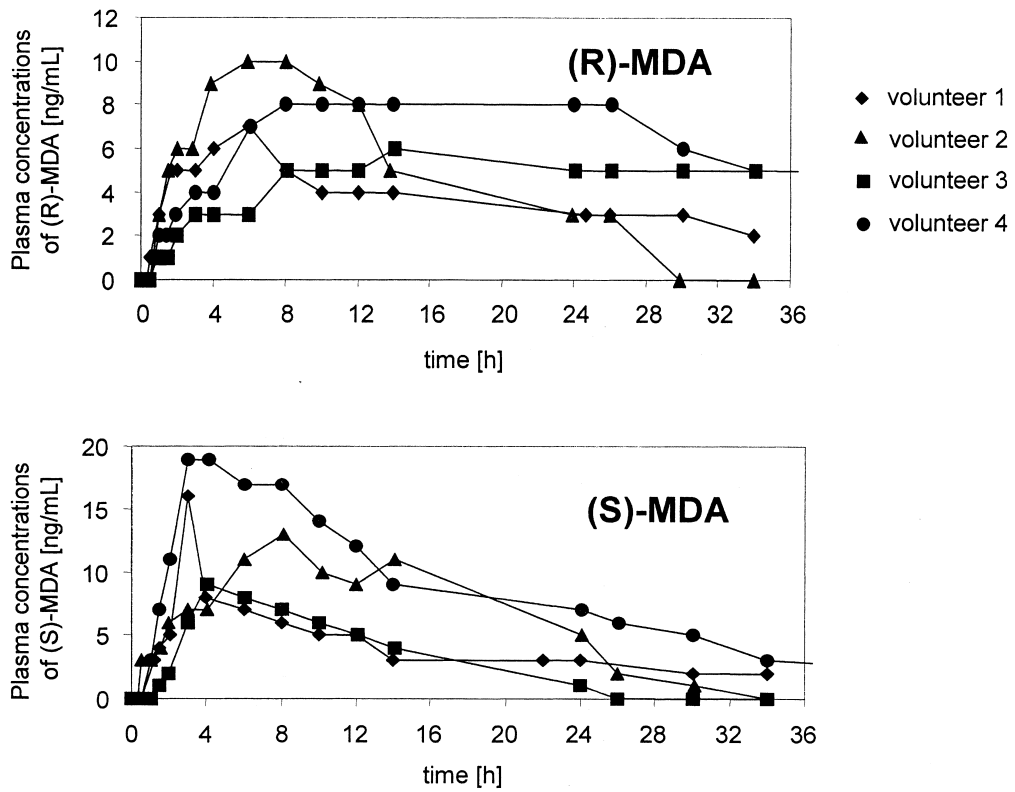 12
10
8
6
4
2
0
Plasma concentrations
of (R)-MDA [ng/mL]
(R)-MDA
0 4 8 12 16 20 24 28 32 36
time [h]
volunteer 1
volunteer 2
volunteer 3
volunteer 4
20
15
10
5
0
Plasma concentrations
of (S)-MDA [ng/mL]
(S)-MDA
0 4 8 12 16 20 24 28 32 36
time [h]